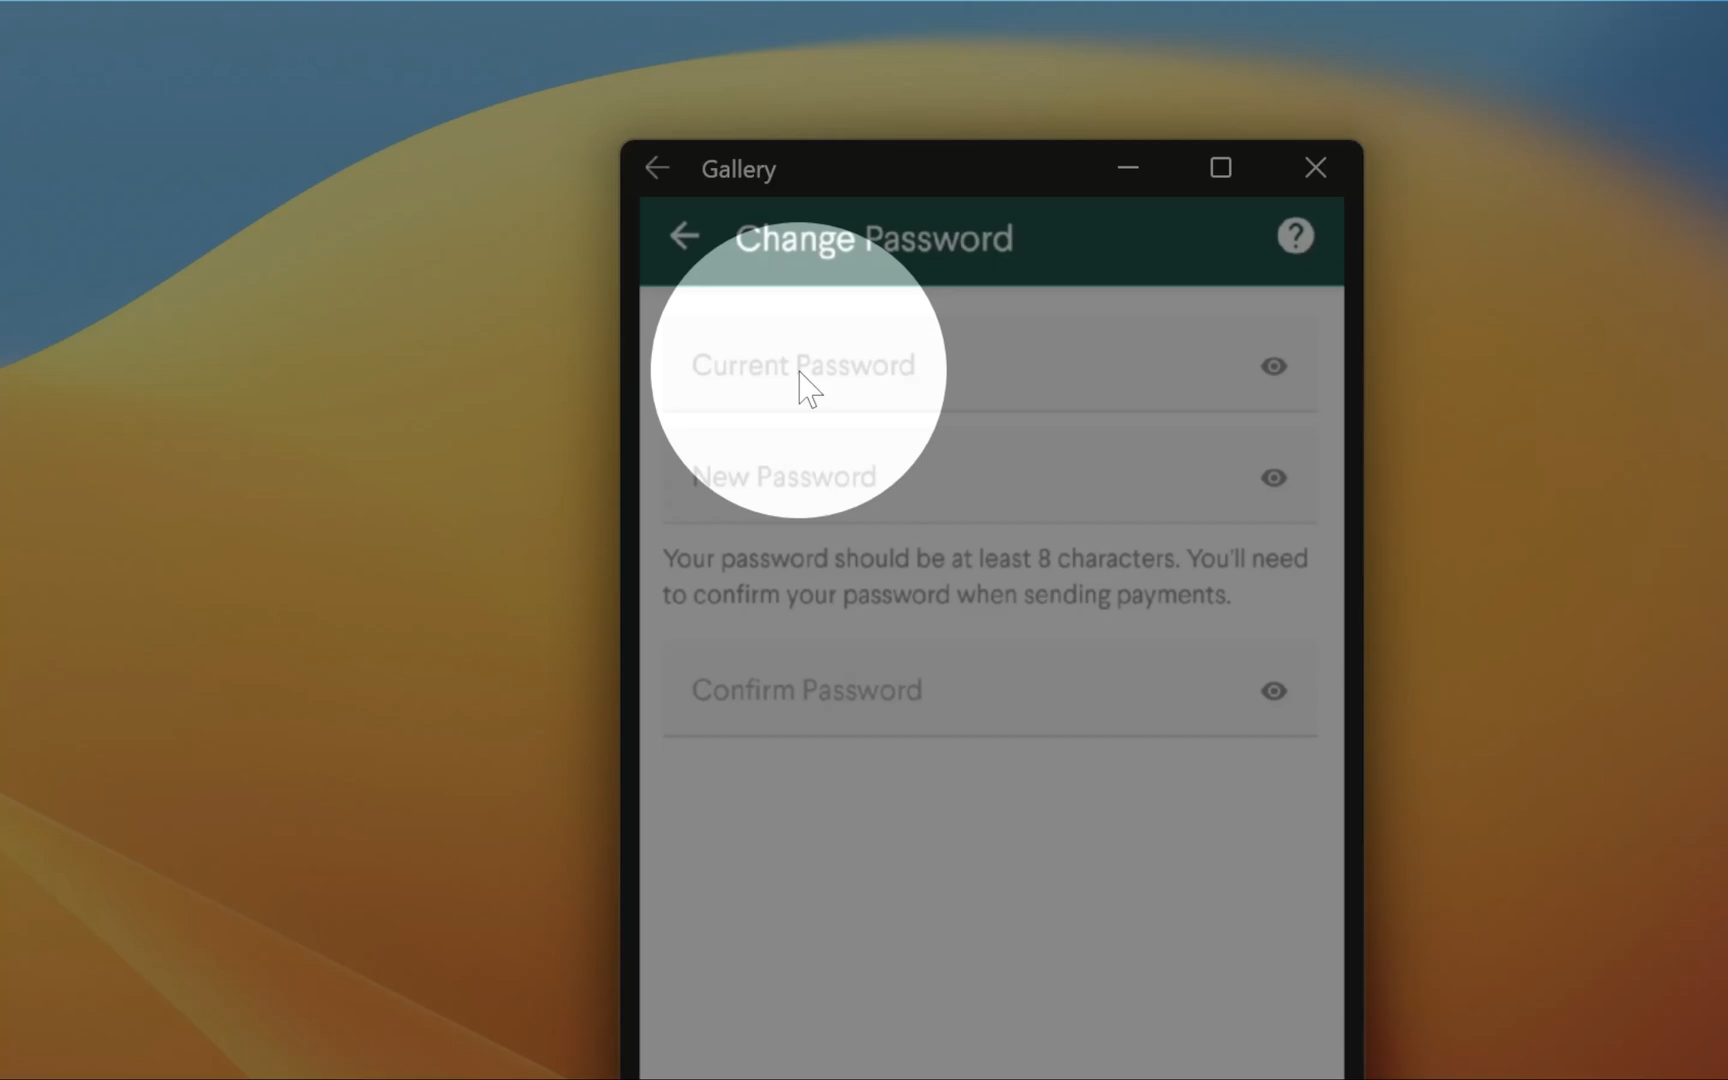 Gallery
Change Password
Current Password
New Password
Your password should be at least 8 characters. You'll need
to confirm your password when sending payments.
Confirm Password